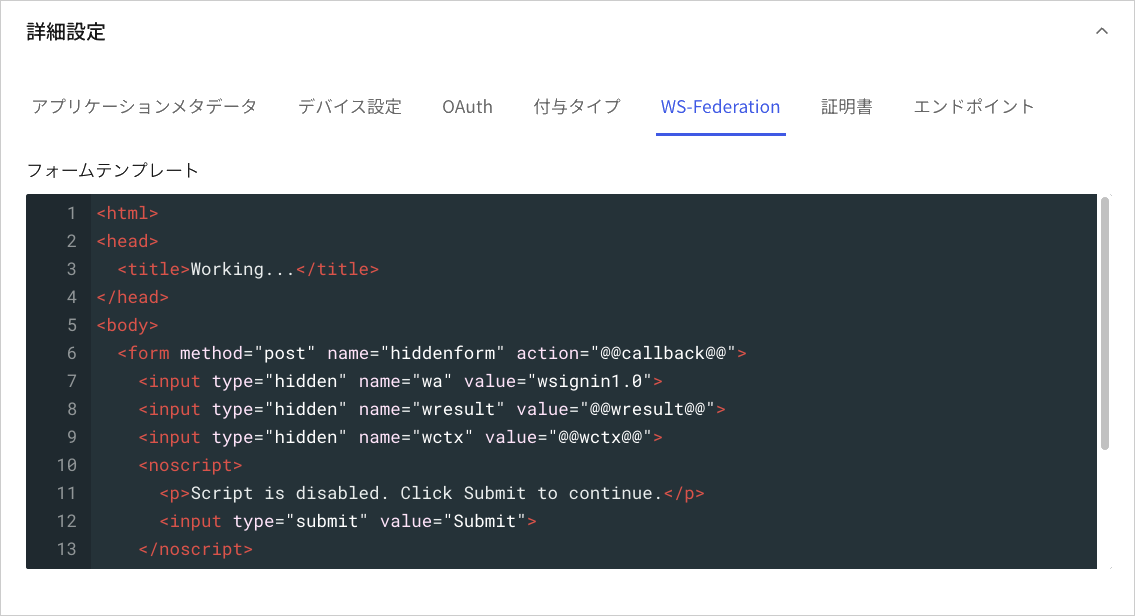 詳細設定
アプリケーションメタデータ デバイス設定 OAuth 付与タイプ WS-Federation 証明書 エンドポイント
フォームテンプレート
1 <html>
2 <head>
3   <title>Working...</title>
4 </head>
5 <body>
6   <form method="post" name="hiddenform" action="@@callback@@">
7     <input type="hidden" name="wa" value="wsignin1.0">
8     <input type="hidden" name="wresult" value="@@wresult@@">
9     <input type="hidden" name="wctx" value="@@wctx@@">
10     <noscript>
11       <p>Script is disabled. Click Submit to continue.</p>
12       <input type="submit" value="Submit">
13     </noscript>